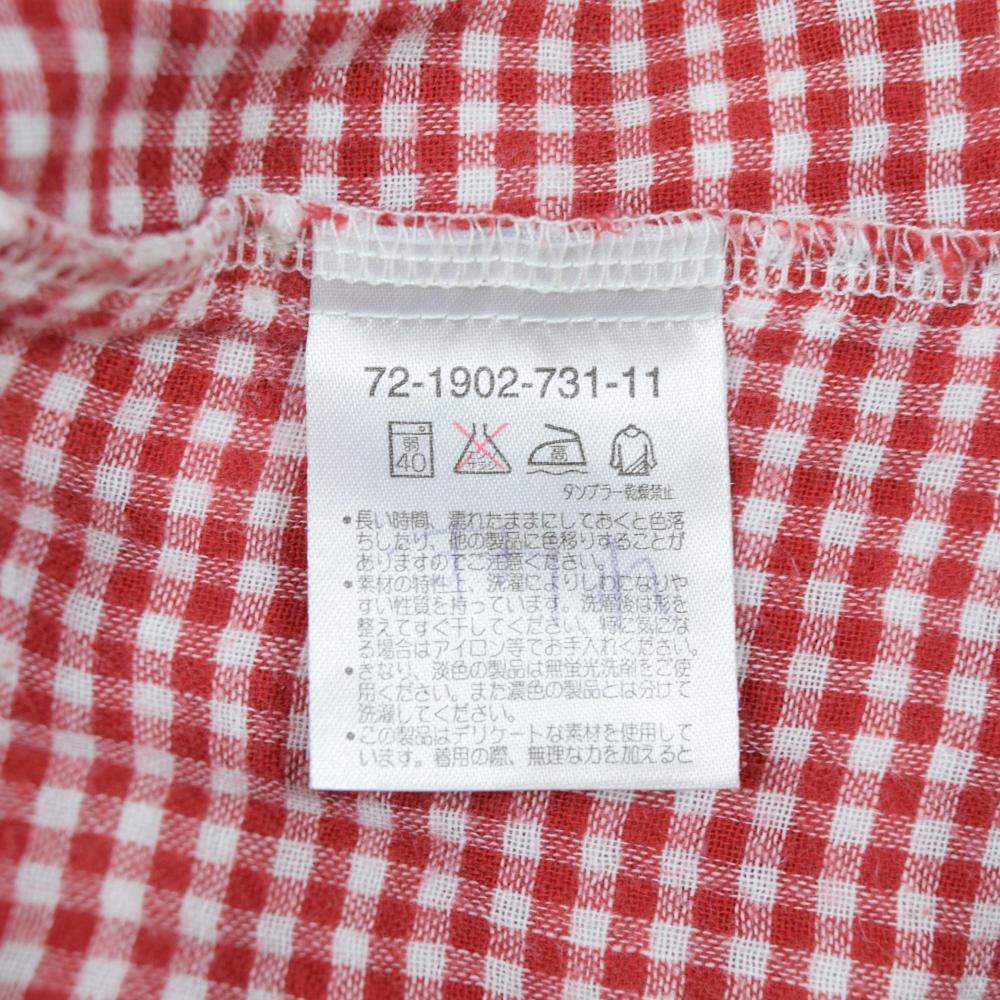 72-1902-731-11
弱 40 高
タンブラー乾燥禁止
•長い時間、濡れたままにしておくと色落
ちしたり、他の製品に色移りすることが
ありますのでご注意ください。
•素材の特性上、洗濯によりしわになりや
すい性質を持っています。洗濯後は形を
整えてすぐ干してください。特に気にな
る場合はアイロン等でお手入れください。
•きなり、淡色の製品は無蛍光洗剤をご使
用ください。また濃色の製品とは分けて
洗濯してください。
•この製品はデリケートな素材を使用して
います。着用の際、無理な力を加えると